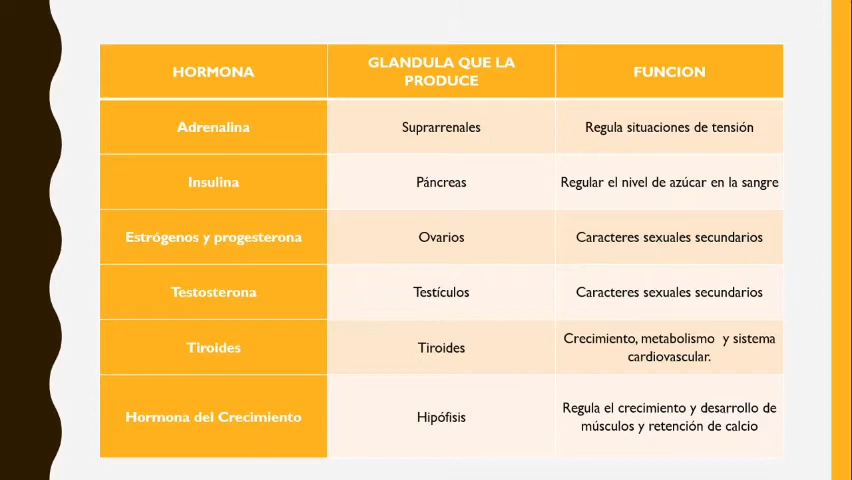 HORMONA
GLANDULA QUE LA
PRODUCE
FUNCION
Adrenalina
Suprarrenales
Regula situaciones de tensión
Insulina
Páncreas
Regular el nivel de azúcar en la sangre
Estrógenos y progesterona
Ovarios
Caracteres sexuales secundarios
Testosterona
Testículos
Caracteres sexuales secundarios
Tiroides
Tiroides
Crecimiento, metabolismo y sistema
cardiovascular.
Hormona del Crecimiento
Hipófisis
Regula el crecimiento y desarrollo de
músculos y retención de calcio